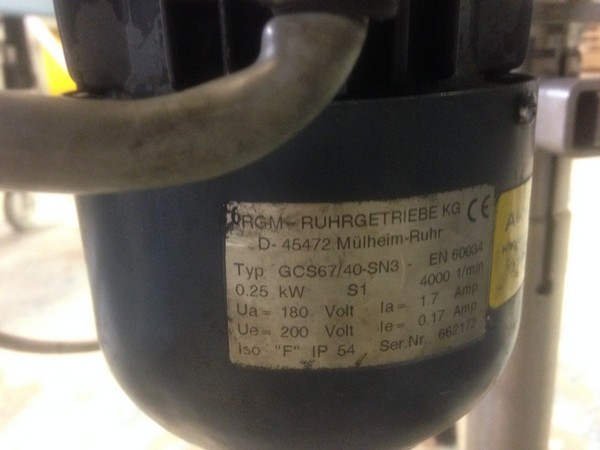 RGM - RUHRGETRIEBE KG CE
D- 45472 Mülheim-Ruhr
Typ GCS67/40-SN3 - EN 60034
0.25 kW S1 4000 1/min
Ua = 180 Volt Ia = 1.7 Amp
Ue = 200 Volt Ie = 0.17 Amp
Iso "F" IP 54 Ser.Nr. 662172